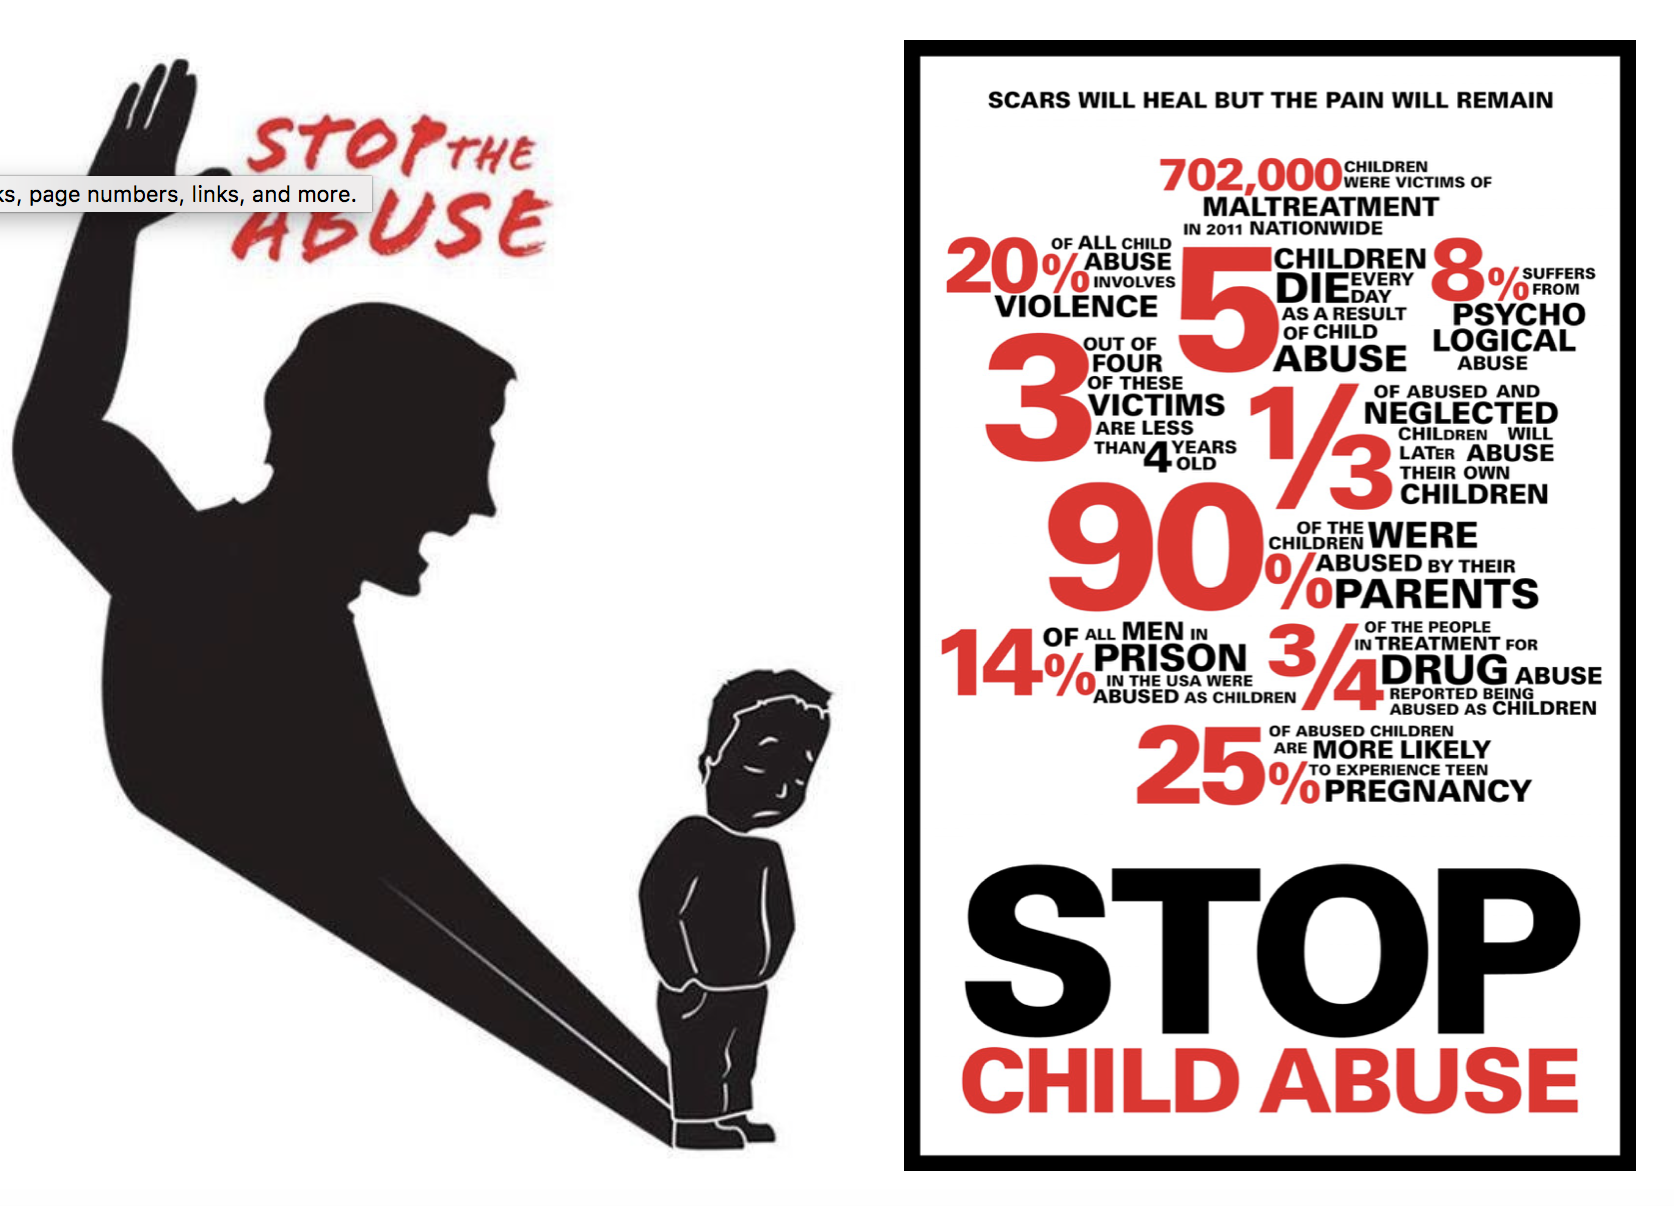 STOP THE
ks, page numbers, links, and more.
ABUSE
SCARS WILL HEAL BUT THE PAIN WILL REMAIN
702,000 CHILDREN
WERE VICTIMS OF
MALTREATMENT
IN 2011 NATIONWIDE
20% OF ALL CHILD
ABUSE
INVOLVES
VIOLENCE
5 CHILDREN
DIE EVERY
DAY
AS A RESULT
OF CHILD
ABUSE
8% SUFFERS
FROM
PSYCHO
LOGICAL
ABUSE
3 OUT OF
FOUR
OF THESE
VICTIMS
ARE LESS
THAN 4 YEARS
OLD
1/3 OF ABUSED AND
NEGLECTED
CHILDREN WILL
LATER ABUSE
THEIR OWN
CHILDREN
90% OF THE
CHILDREN WERE
ABUSED BY THEIR
PARENTS
14% OF ALL MEN IN
PRISON
IN THE USA WERE
ABUSED AS CHILDREN
3/4 OF THE PEOPLE
IN TREATMENT FOR
DRUG ABUSE
REPORTED BEING
ABUSED AS CHILDREN
25% OF ABUSED CHILDREN
ARE MORE LIKELY
TO EXPERIENCE TEEN
PREGNANCY
STOP
CHILD ABUSE